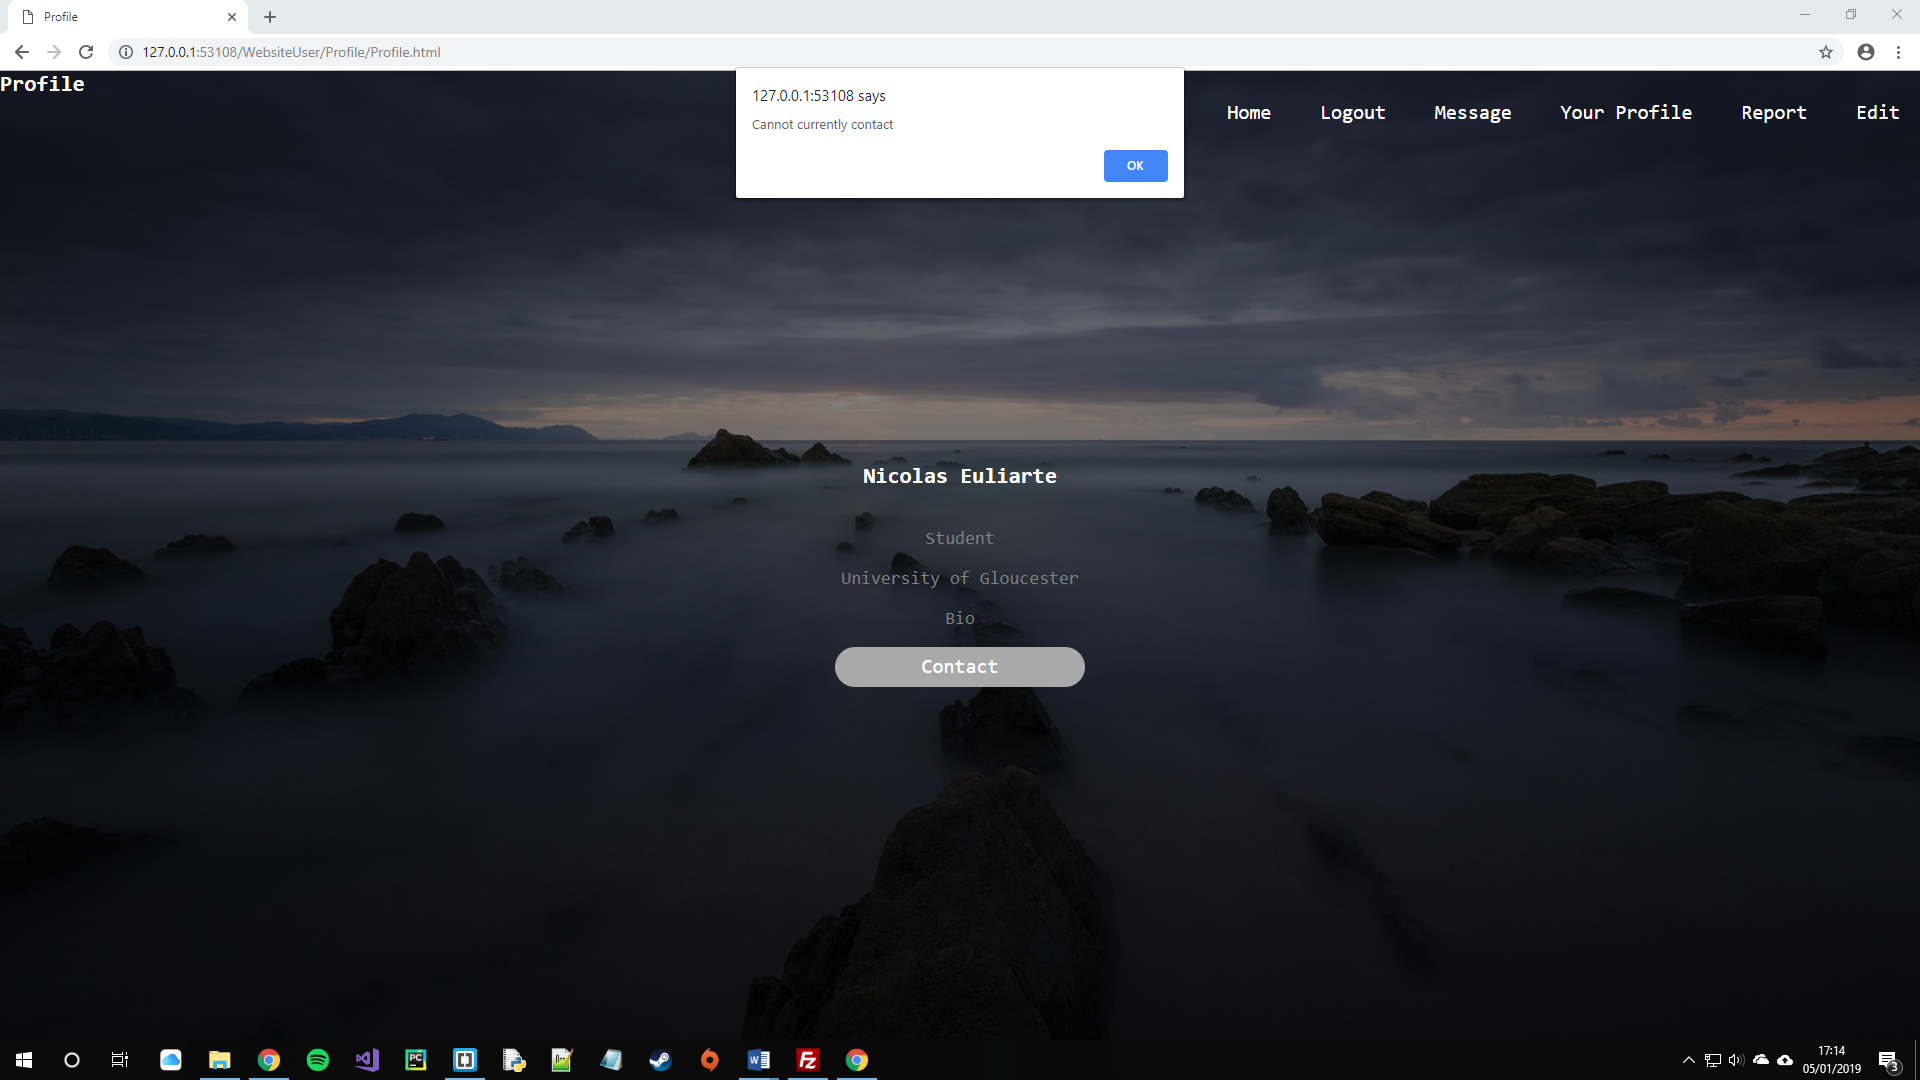 Profile
127.0.0.1:53108/WebsiteUser/Profile/Profile.html
Profile
127.0.0.1:53108 says
Cannot currently contact
OK
Home Logout Message Your Profile Report Edit
Nicolas Euliarte
Student
University of Gloucester
Bio
Contact
PC
W
Fz
17:14
05/01/2019
3